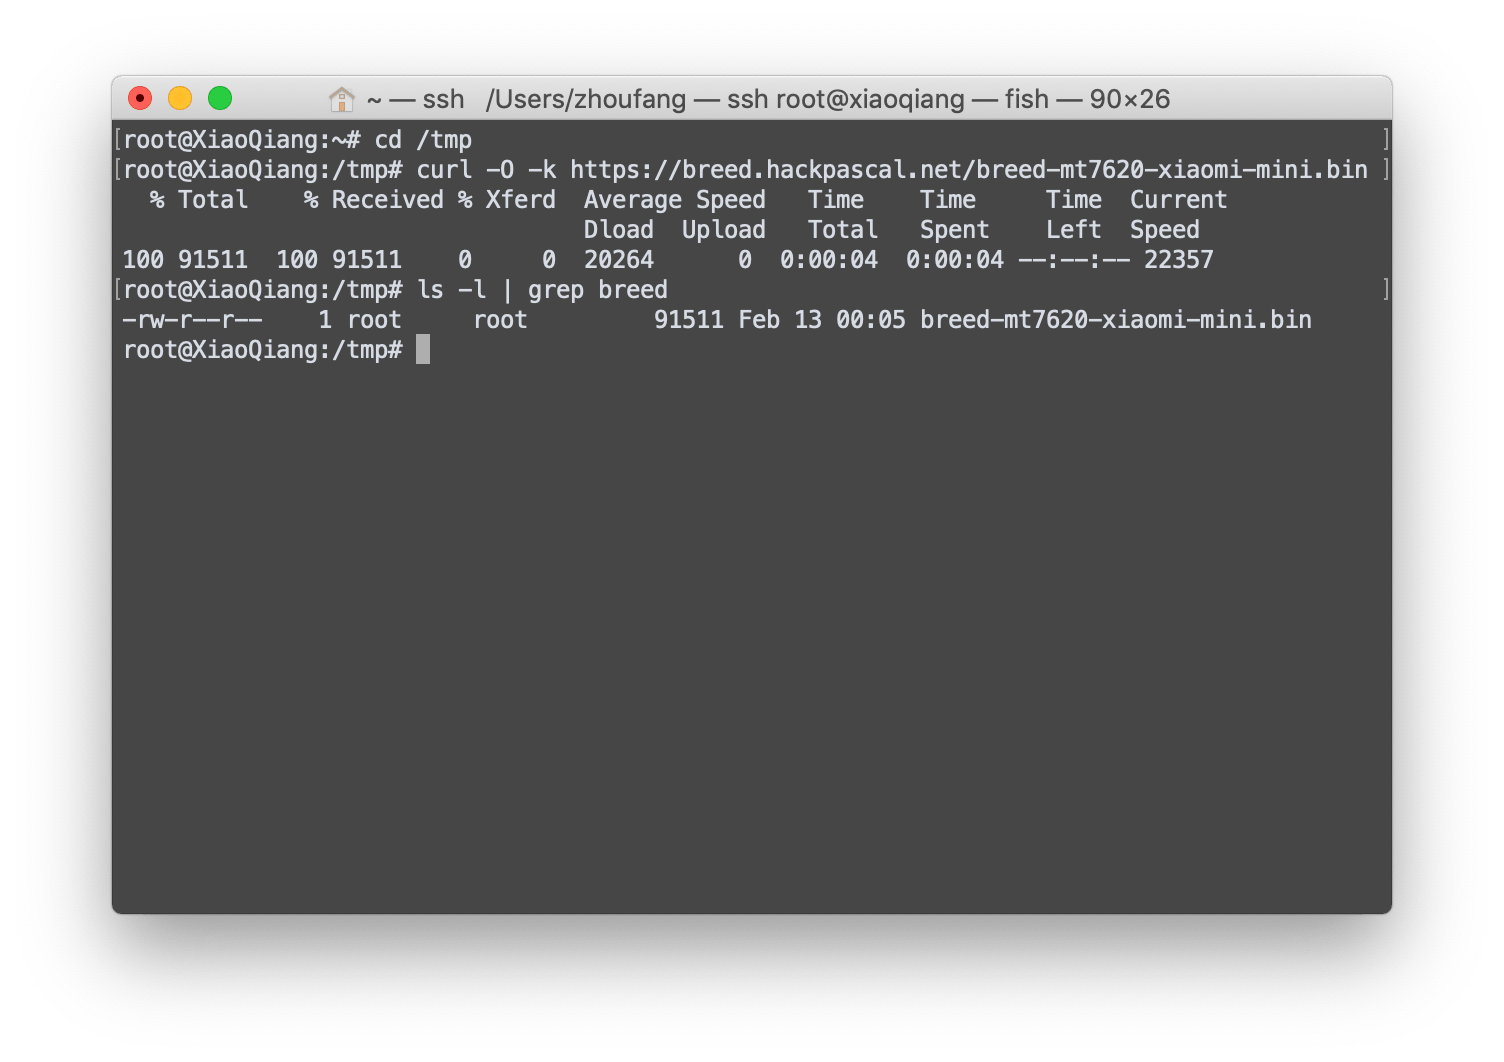 ~ — ssh   /Users/zhoufang — ssh root@xiaoqiang — fish — 90×26
[root@XiaoQiang:~# cd /tmp ]
[root@XiaoQiang:/tmp# curl -O -k https://breed.hackpascal.net/breed-mt7620-xiaomi-mini.bin ]
  % Total    % Received % Xferd  Average Speed   Time    Time     Time  Current
                                 Dload  Upload   Total   Spent    Left  Speed
100 91511  100 91511    0     0  20264      0  0:00:04  0:00:04 --:--:-- 22357
[root@XiaoQiang:/tmp# ls -l | grep breed ]
-rw-r--r--    1 root     root         91511 Feb 13 00:05 breed-mt7620-xiaomi-mini.bin
root@XiaoQiang:/tmp#